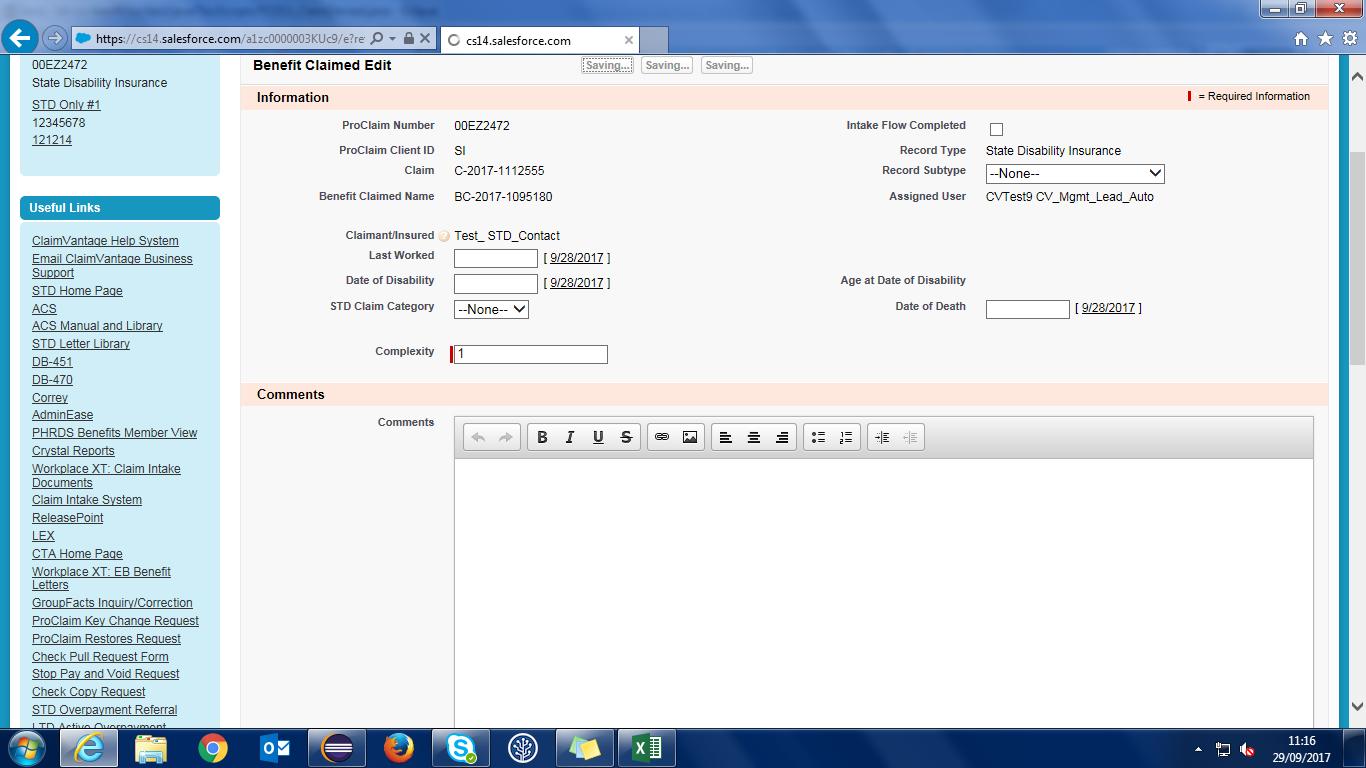 https://cs14.salesforce.com/a1zc0000003KUc9/e?re
cs14.salesforce.com
00EZ2472
State Disability Insurance
STD Only #1
12345678
121214
Useful Links
ClaimVantage Help System
Email ClaimVantage Business
Support
STD Home Page
ACS
ACS Manual and Library
STD Letter Library
DB-451
DB-470
Correy
AdminEase
PHRDS Benefits Member View
Crystal Reports
Workplace XT: Claim Intake
Documents
Claim Intake System
ReleasePoint
LEX
CTA Home Page
Workplace XT: EB Benefit
Letters
GroupFacts Inquiry/Correction
ProClaim Key Change Request
ProClaim Restores Request
Check Pull Request Form
Stop Pay and Void Request
Check Copy Request
STD Overpayment Referral
LTD Active Overpayment
Benefit Claimed Edit Saving... Saving... Saving...
Information = Required Information
ProClaim Number 00EZ2472 Intake Flow Completed
ProClaim Client ID SI Record Type State Disability Insurance
Claim C-2017-1112555 Record Subtype --None--
Benefit Claimed Name BC-2017-1095180 Assigned User CVTest9 CV_Mgmt_Lead_Auto
Claimant/Insured Test_ STD_Contact
Last Worked [ 9/28/2017 ]
Date of Disability [ 9/28/2017 ] Age at Date of Disability
STD Claim Category --None-- Date of Death [ 9/28/2017 ]
Complexity 1
Comments
Comments
B I U S
11:16
29/09/2017